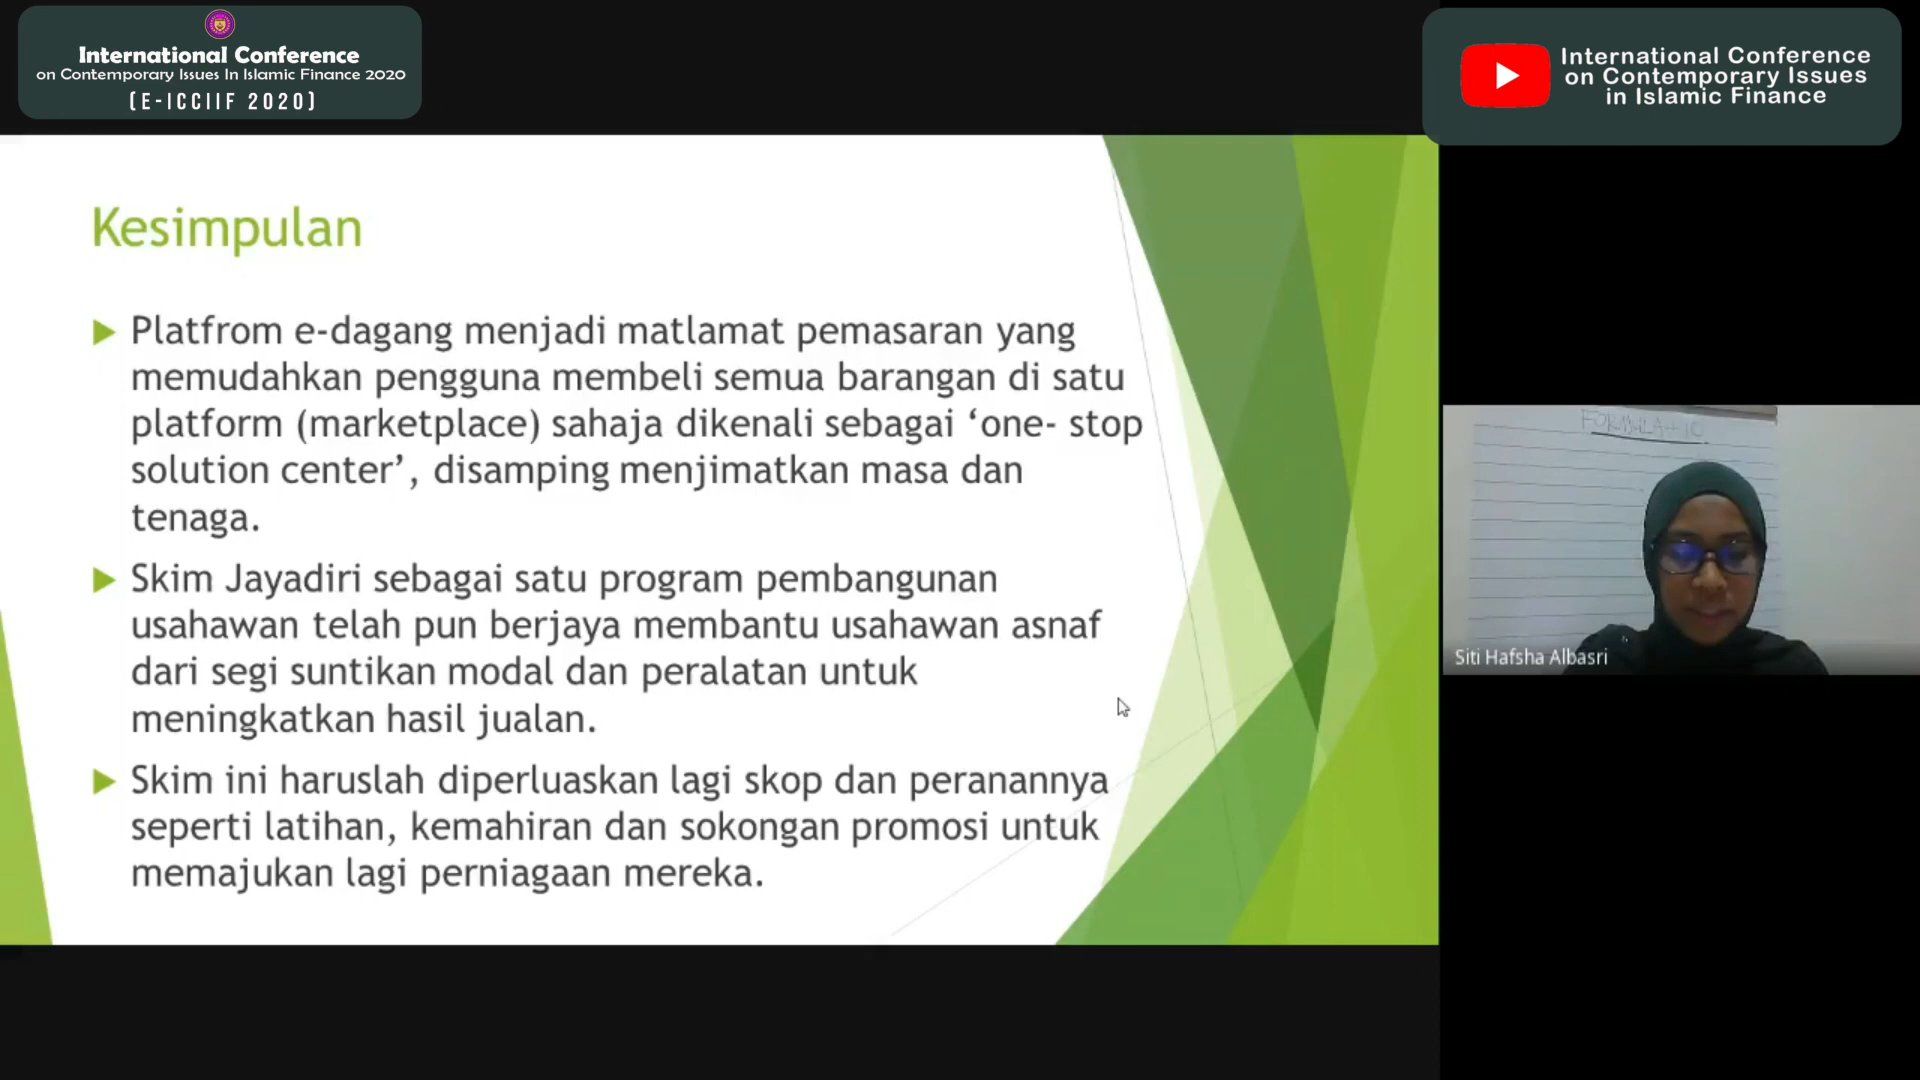 International Conference
on Contemporary Issues In Islamic Finance 2020
(E-ICCIIF 2020)
International Conference
on Contemporary Issues
in Islamic Finance
Kesimpulan
Platfrom e-dagang menjadi matlamat pemasaran yang
memudahkan pengguna membeli semua barangan di satu
platform (marketplace) sahaja dikenali sebagai ‘one- stop
solution center’, disamping menjimatkan masa dan
tenaga.
Skim Jayadiri sebagai satu program pembangunan
usahawan telah pun berjaya membantu usahawan asnaf
dari segi suntikan modal dan peralatan untuk
meningkatkan hasil jualan.
Skim ini haruslah diperluaskan lagi skop dan peranannya
seperti latihan, kemahiran dan sokongan promosi untuk
memajukan lagi perniagaan mereka.
Siti Hafsha Albasri